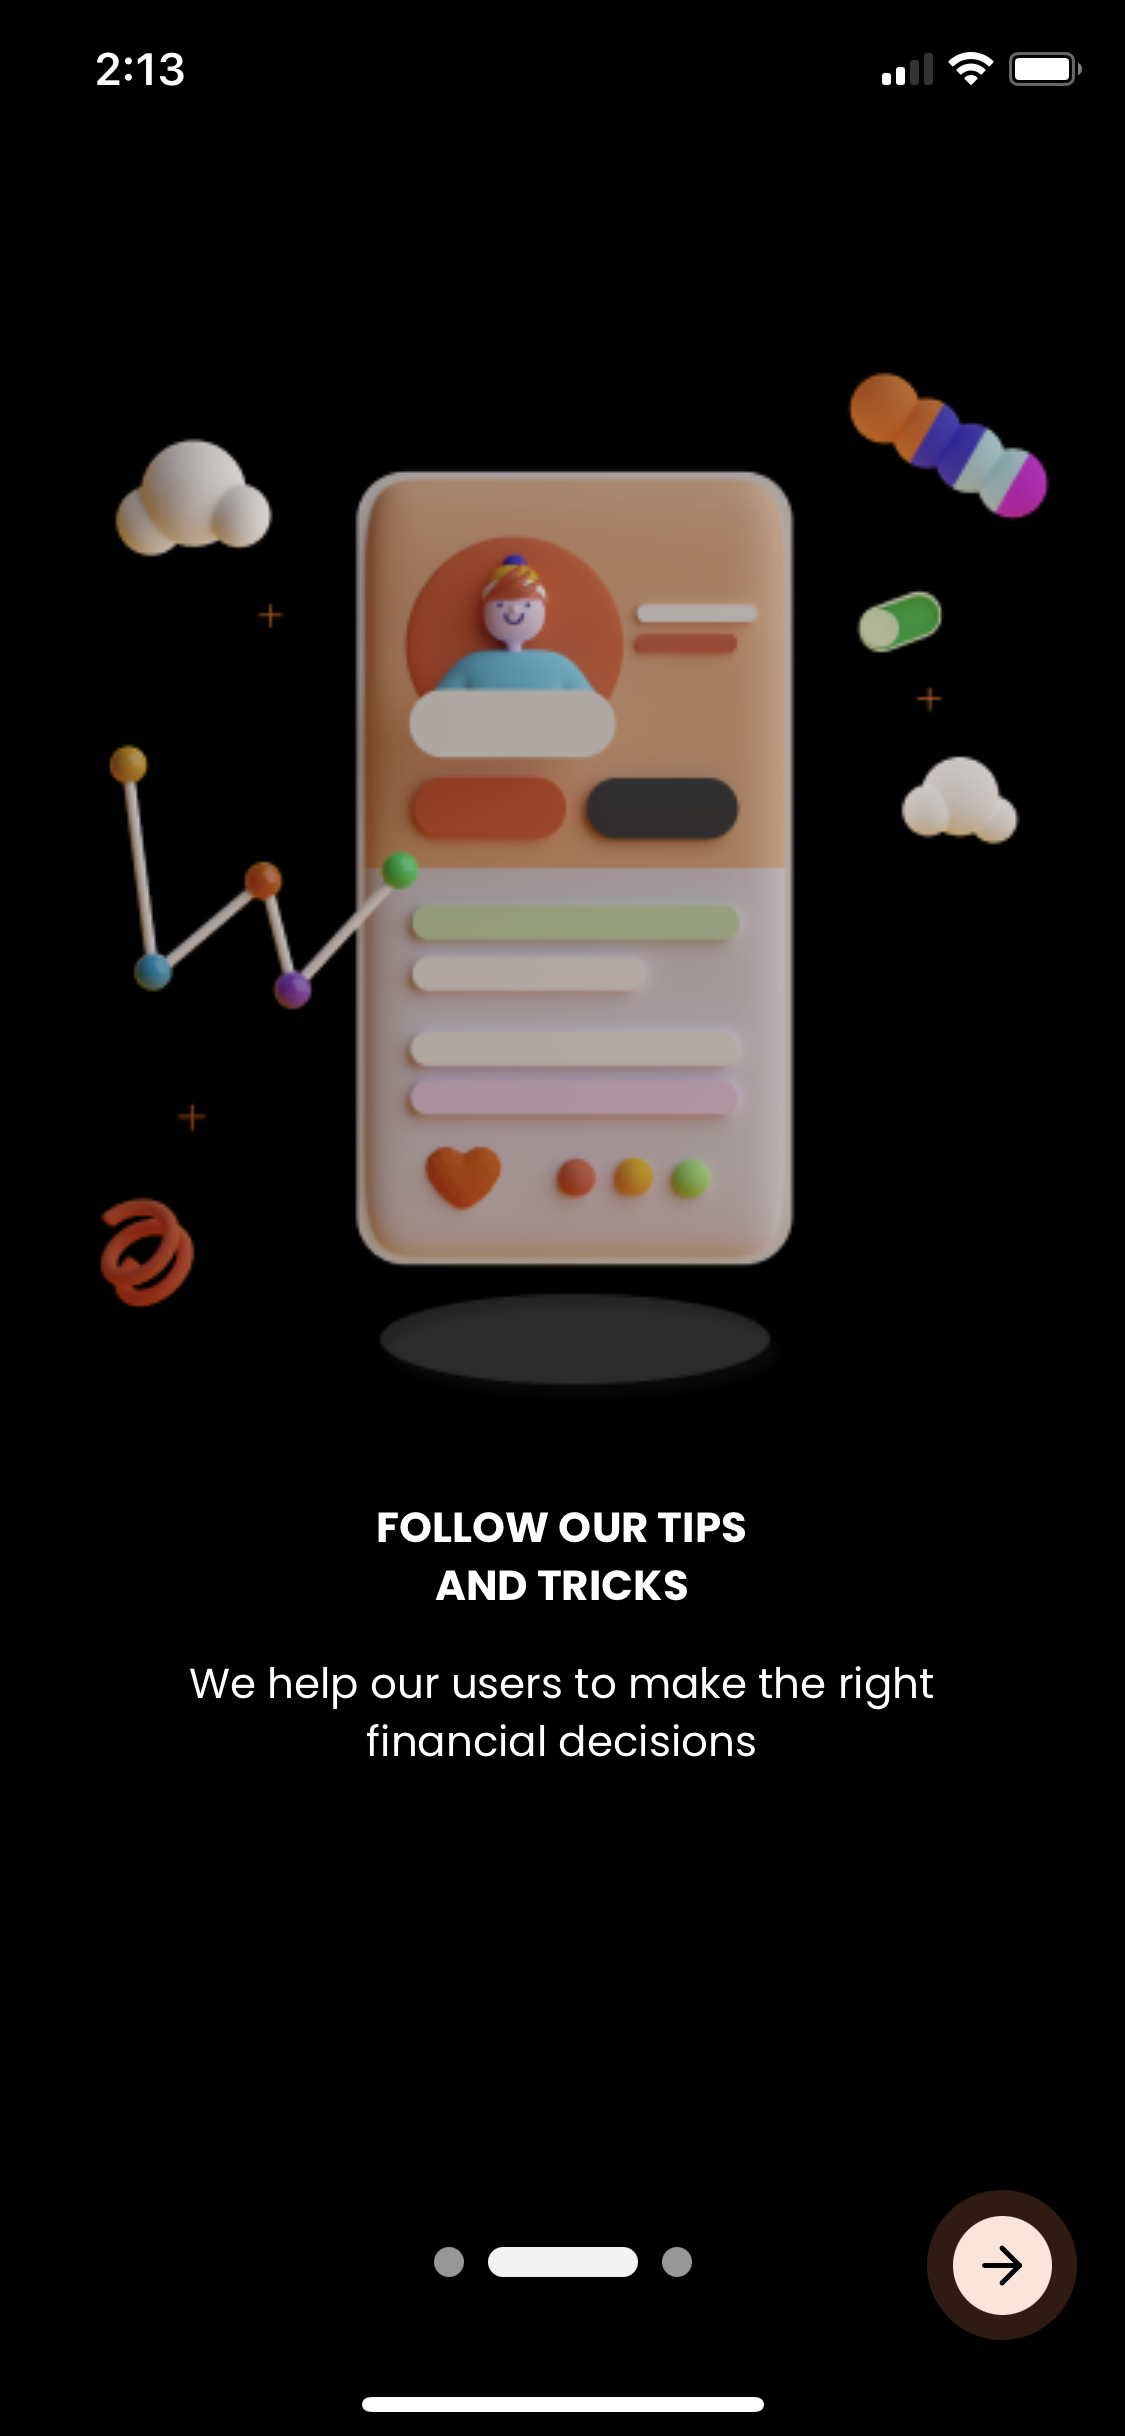 2:13
FOLLOW OUR TIPS
AND TRICKS
We help our users to make the right
financial decisions